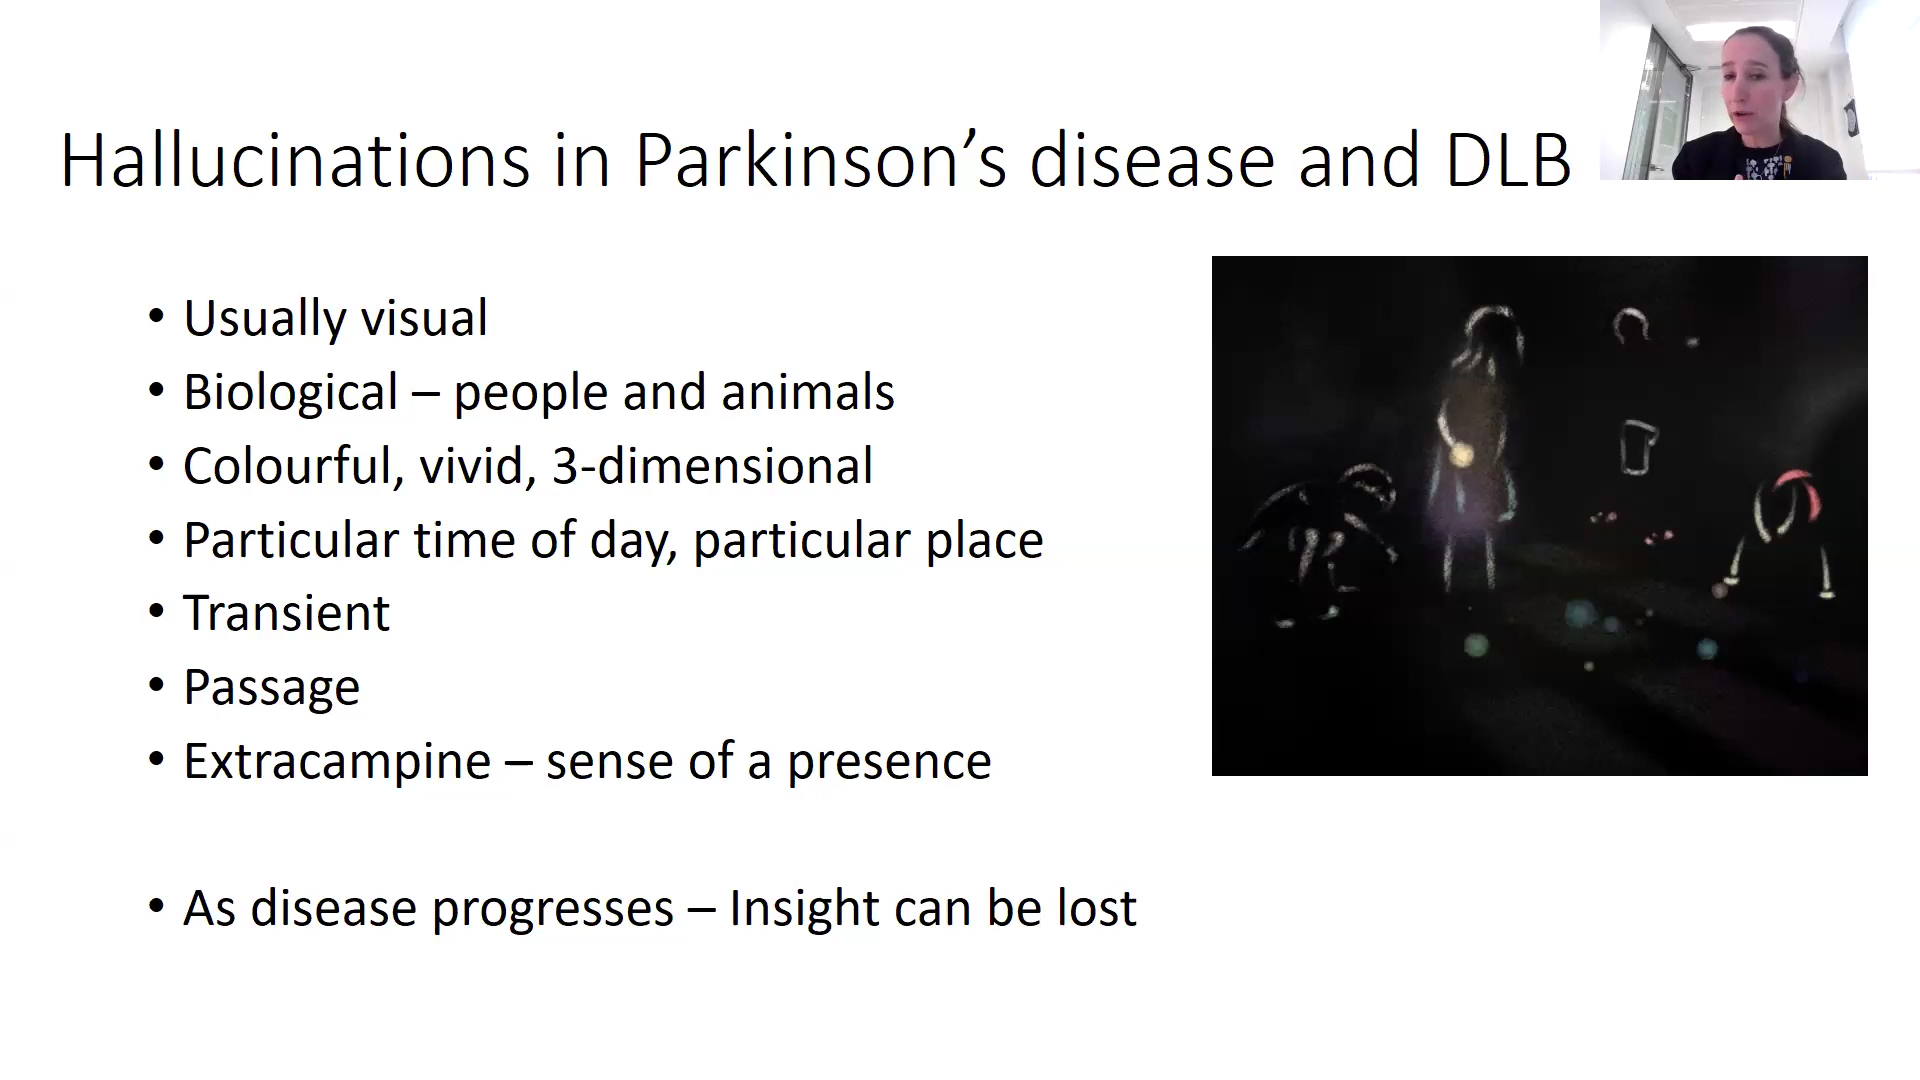 Hallucinations in Parkinson’s disease and DLB
• Usually visual
• Biological – people and animals
• Colourful, vivid, 3-dimensional
• Particular time of day, particular place
• Transient
• Passage
• Extracampine – sense of a presence
• As disease progresses – Insight can be lost